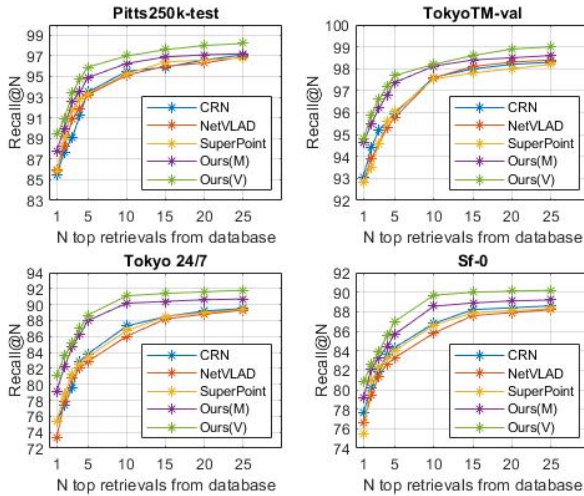 Pitts250k-test
Recall@N
99
97
95
93
91
89
87
85
83
CRN
NetVLAD
SuperPoint
Ours(M)
Ours(V)
1 5 10 15 20 25
N top retrievals from database
TokyoTM-val
Recall@N
100
99
98
97
96
95
94
93
92
CRN
NetVLAD
SuperPoint
Ours(M)
Ours(V)
1 5 10 15 20 25
N top retrievals from database
Tokyo 24/7
Recall@N
94
92
90
88
86
84
82
80
78
76
74
72
CRN
NetVLAD
SuperPoint
Ours(M)
Ours(V)
1 5 10 15 20 25
N top retrievals from database
Sf-0
Recall@N
92
90
88
86
84
82
80
78
76
74
CRN
NetVLAD
SuperPoint
Ours(M)
Ours(V)
1 5 10 15 20 25
N top retrievals from database